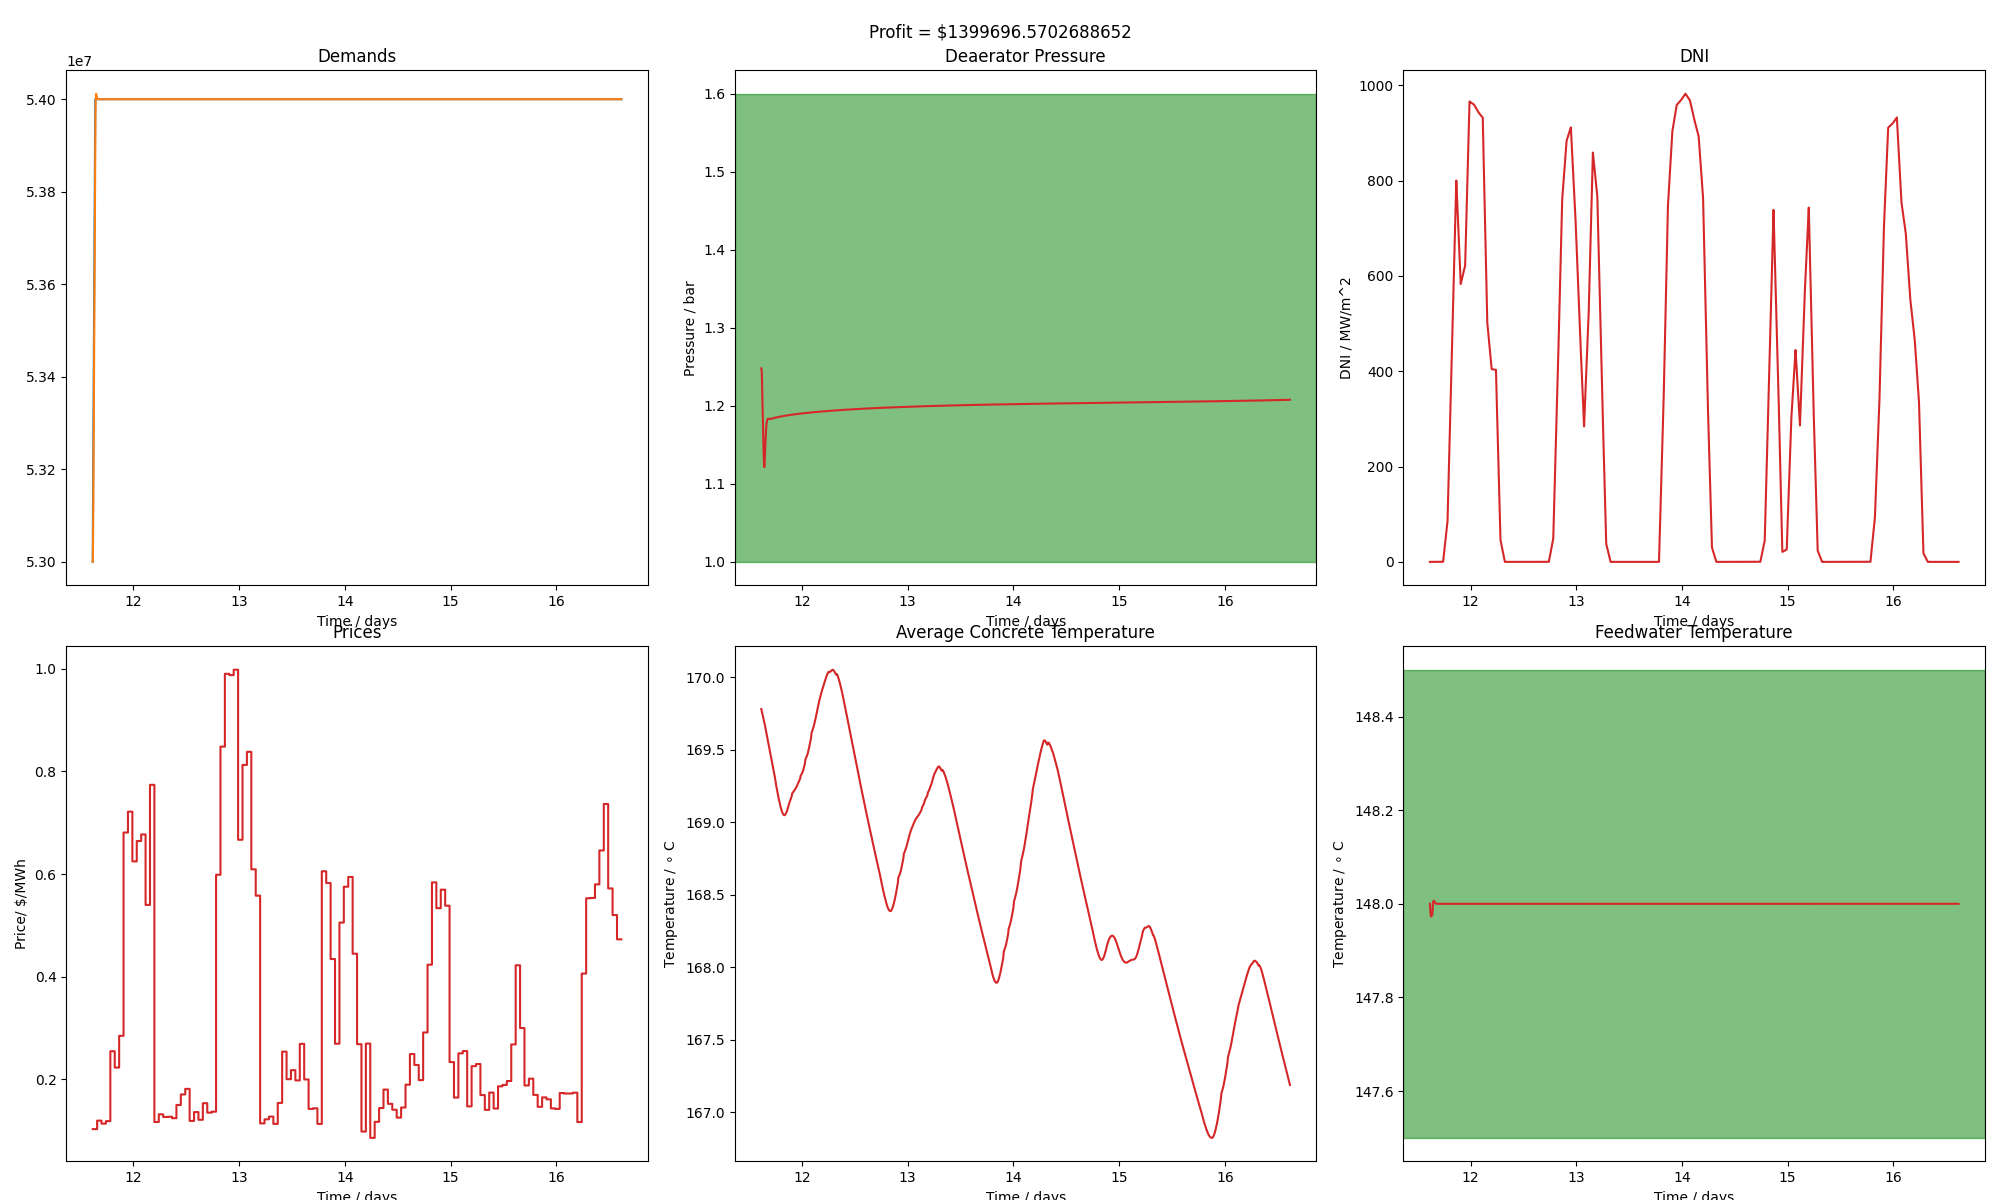 Profit = $1399696.5702688652
Demands
1e7
5.40
5.38
5.36
5.34
5.32
5.30
12 13 14 15 16
Time / days
Deaerator Pressure
Pressure / bar
1.6
1.5
1.4
1.3
1.2
1.1
1.0
12 13 14 15 16
Time / days
DNI
DNI / MW/m^2
1000
800
600
400
200
0
12 13 14 15 16
Time / days
Prices
Price/ $/MWh
1.0
0.8
0.6
0.4
0.2
12 13 14 15 16
Time / days
Average Concrete Temperature
Temperature / ∘ C
170.0
169.5
169.0
168.5
168.0
167.5
167.0
12 13 14 15 16
Time / days
Feedwater Temperature
Temperature / ∘ C
148.4
148.2
148.0
147.8
147.6
12 13 14 15 16
Time / days